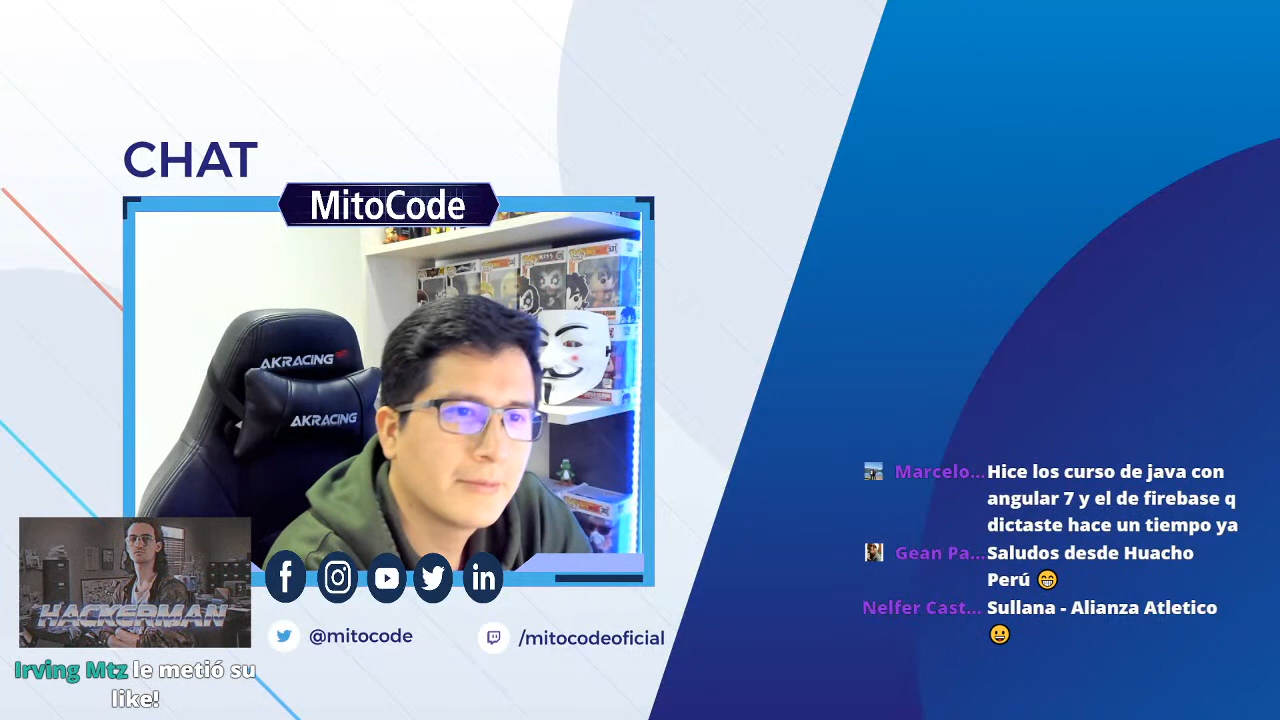 CHAT
MitoCode
AKRACING
AKRACING
KISS
HACKERMAN
@mitocode
/mitocodeoficial
Irving Mtz le metió su
like!
Marcelo... Hice los curso de java con
angular 7 y el de firebase q
dictaste hace un tiempo ya
Gean Pa... Saludos desde Huacho
Perú 😁
Nelfer Cast... Sullana - Alianza Atletico
😀